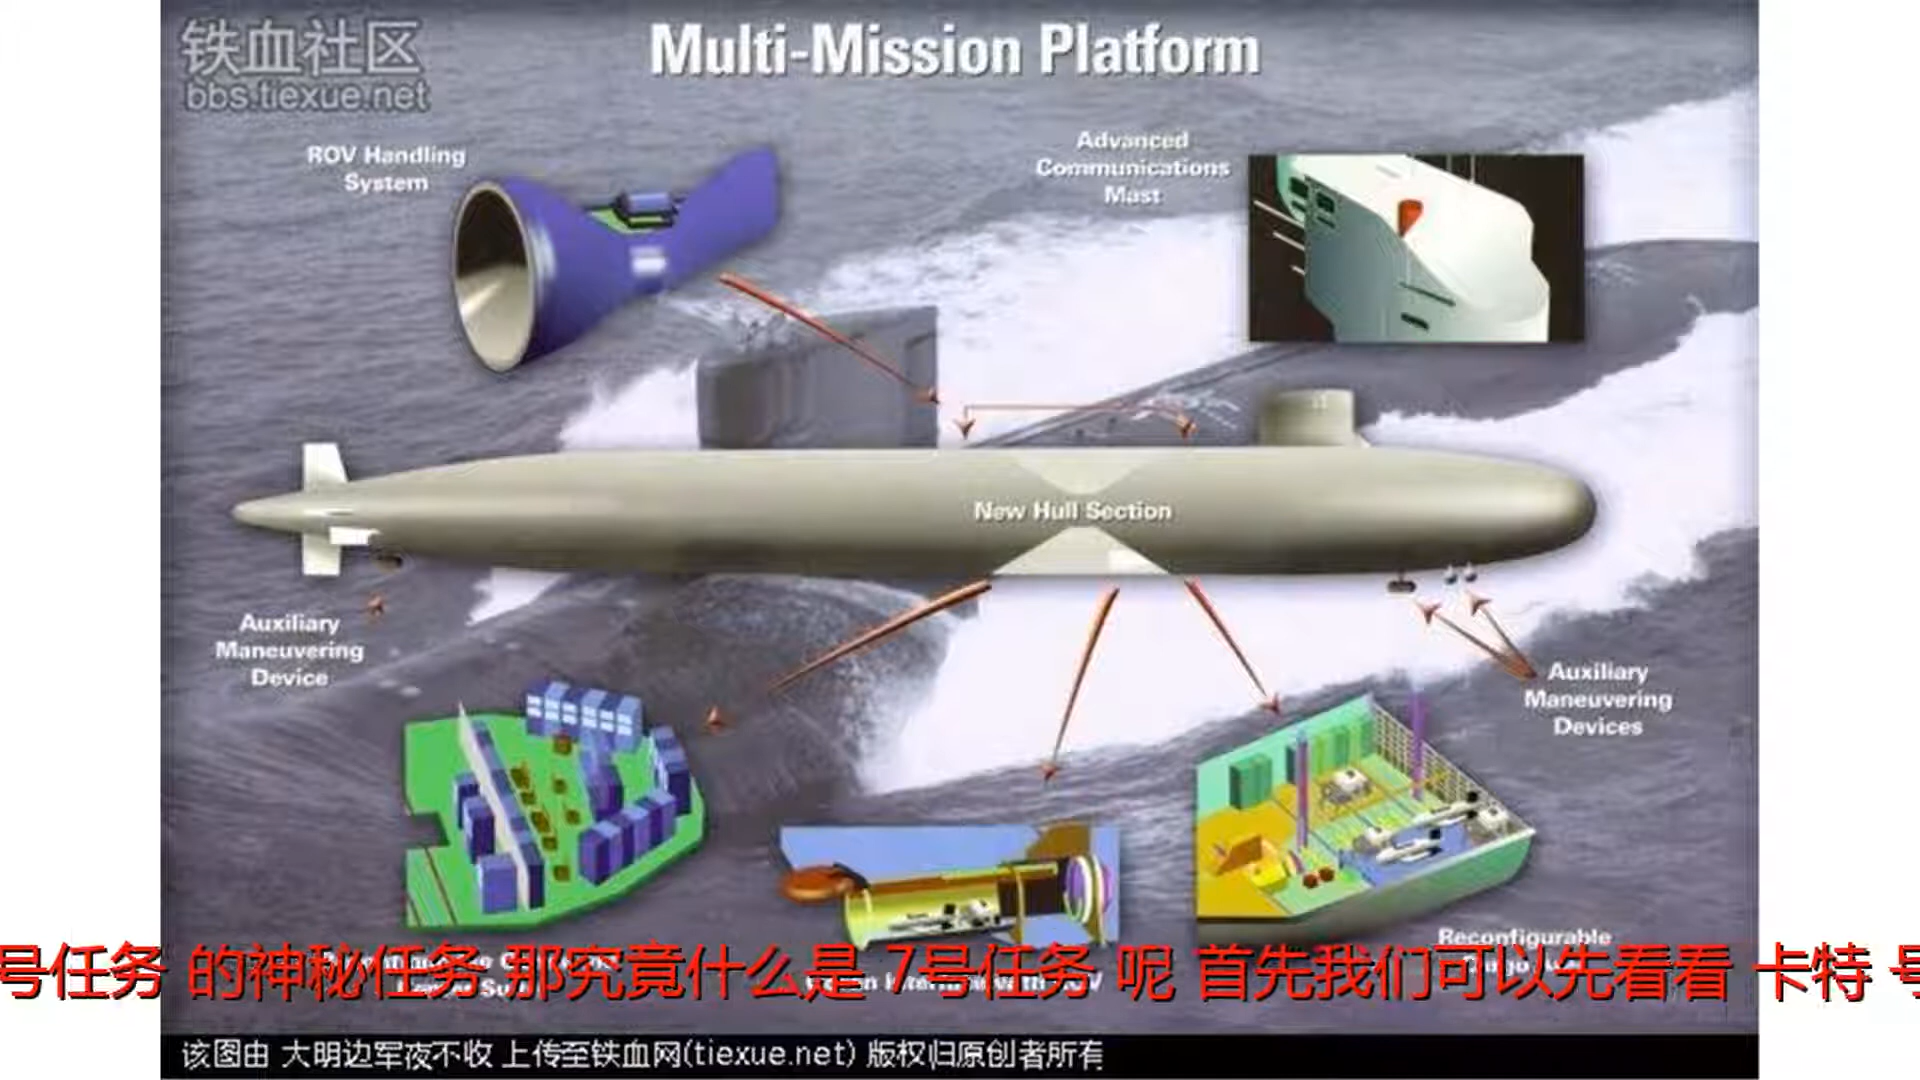 铁血社区
bbs.tiexue.net
Multi-Mission Platform
ROV Handling
System
Advanced
Communications
Mast
New Hull Section
Auxiliary
Maneuvering
Device
Auxiliary
Maneuvering
Devices
Reconfigurable
号任务 的神秘任务 那究竟什么是 7号任务 呢 首先我们可以先看看 卡特 号
该图由 大明边军夜不收 上传至铁血网(tiexue.net) 版权归原创者所有